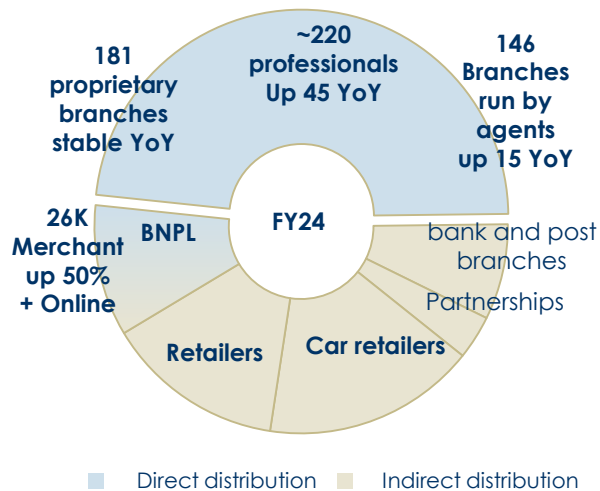 181
proprietary
branches
stable YoY
~220
professionals
Up 45 YoY
146
Branches
run by
agents
up 15 YoY
26K
Merchant
up 50%
+ Online
BNPL
FY24
bank and post
branches
Partnerships
Retailers
Car retailers
Direct distribution
Indirect distribution